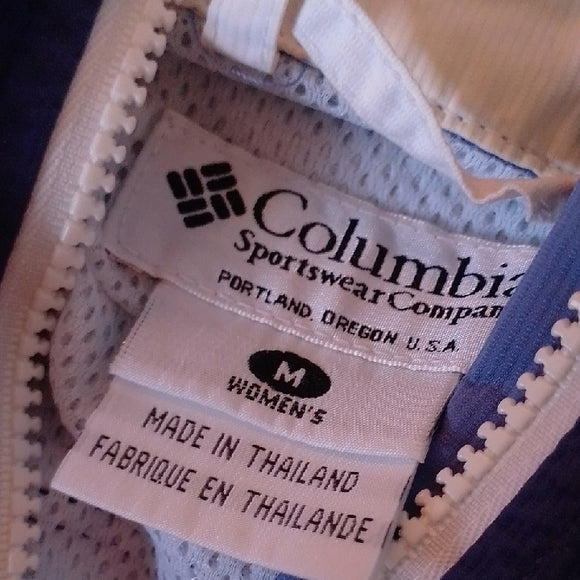 Columbia
Sportswear Company
PORTLAND, OREGON U.S.A.
M
WOMEN'S
MADE IN THAILAND
FABRIQUE EN THAILANDE